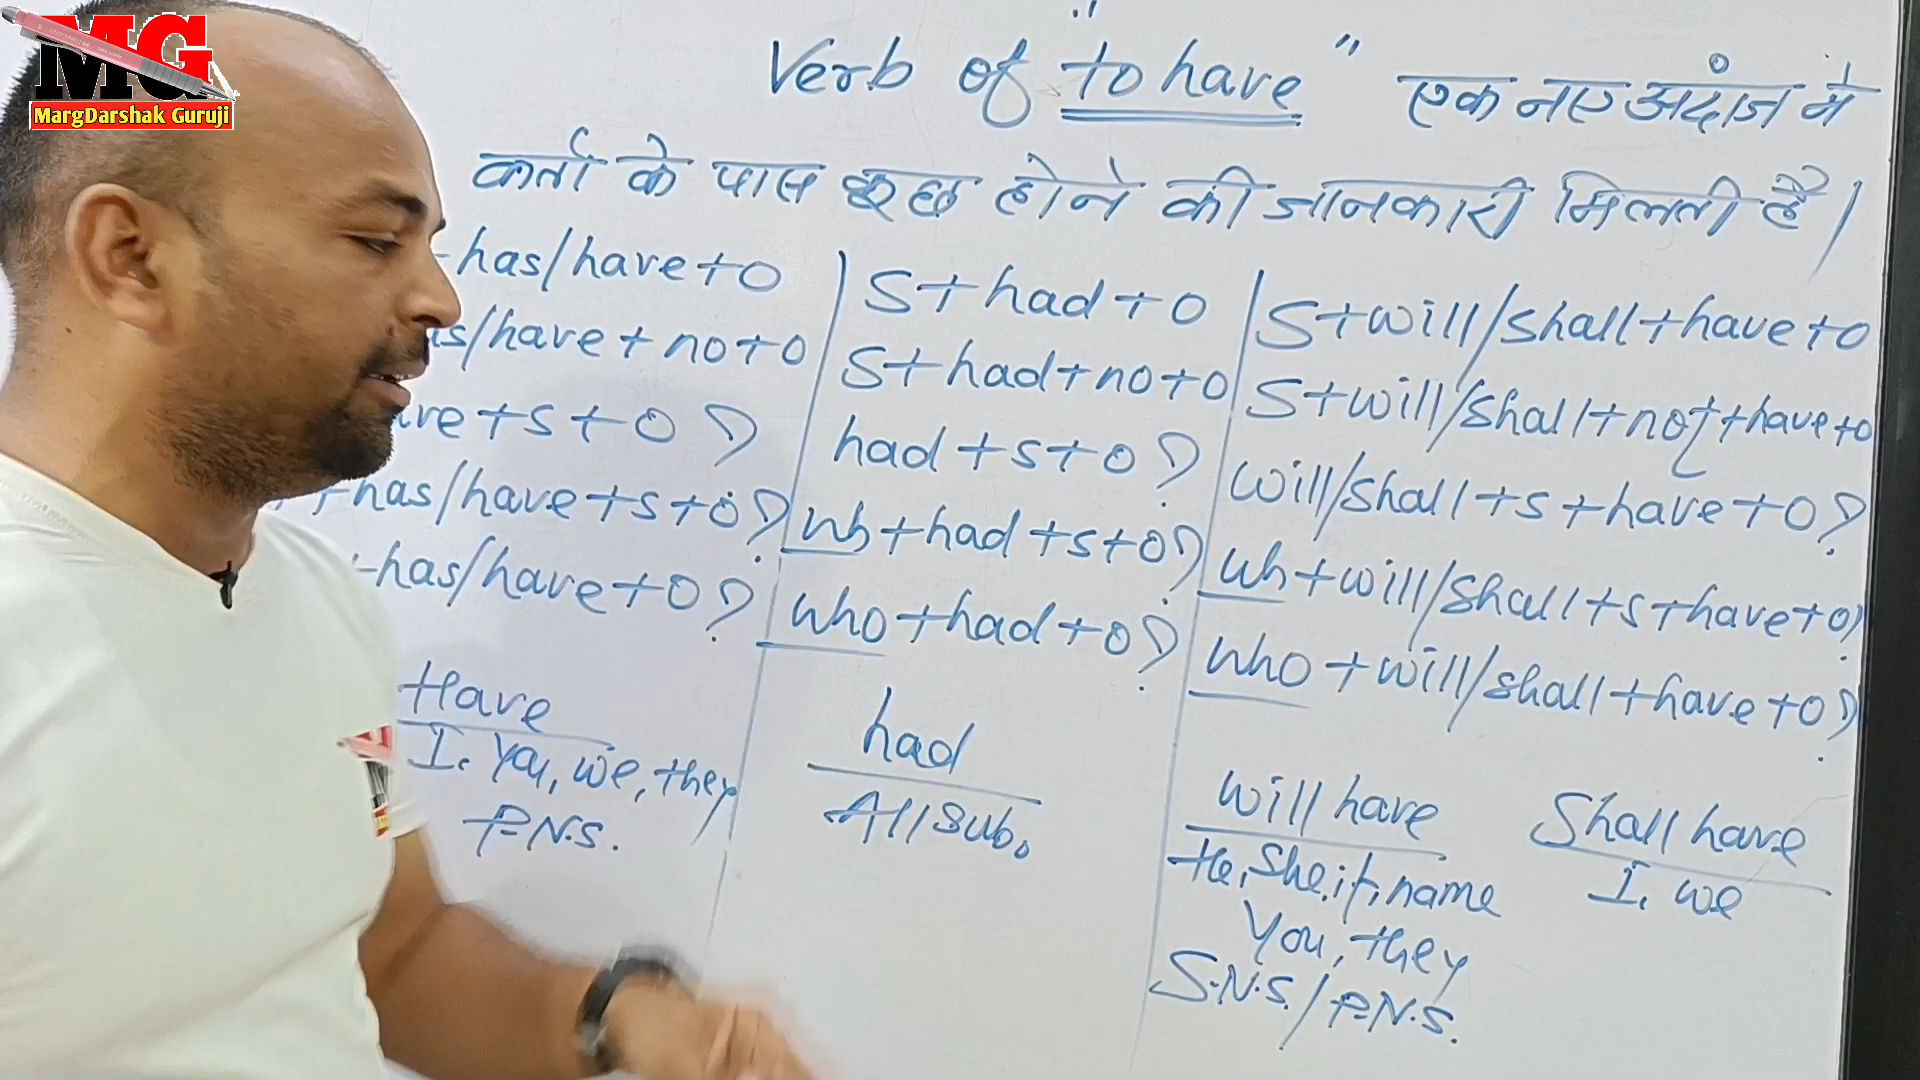 MG
MargDarshak Guruji
Verb of "to have" एक नए अंदाज में
कर्ता के पास कुछ होने की जानकारी मिलती है।
has/have+O
has/have+no+O
have+S+O?
+has/have+S+O?
+has/have+O?
Have
I, You, We, they
P.N.S.
S+had+O
S+had+no+O
had+S+O?
wh+had+S+O?
who+had+O?
had
All Sub.
S+will/shall+have+O
S+will/shall+not+have+O
will/shall+S+have+O?
wh+will/shall+S+have+O?
who+will/shall+have+O?
will have
He, She, it, name
You, they
S.N.S./P.N.S.
Shall have
I, we